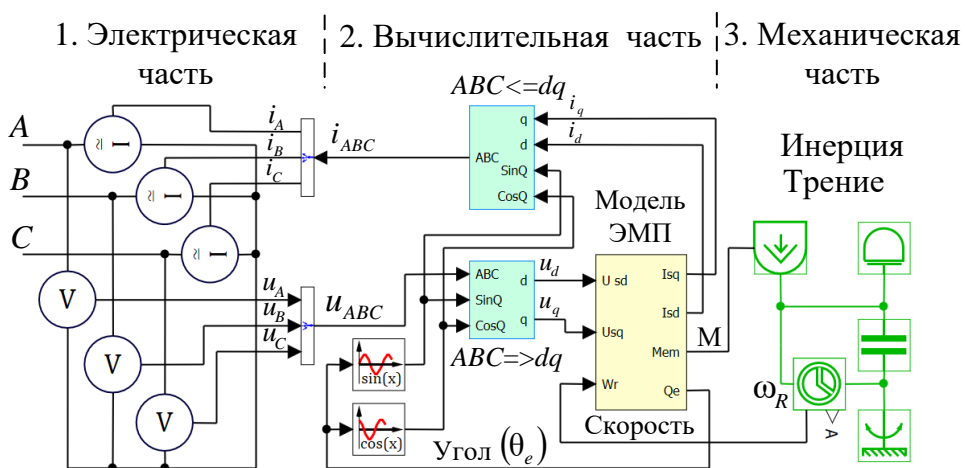 1. Электрическая часть
2. Вычислительная часть
3. Механическая часть
ABC<=dq
A
B
C
i_A
i_B
i_C
i_ABC
I
≈
I
≈
I
≈
q
d
ABC
SinQ
CosQ
i_q
i_d
Модель
ЭМП
Инерция
Трение
V
V
V
u_A
u_B
u_C
u_ABC
ABC
SinQ
CosQ
d
q
u_d
u_q
ABC=>dq
U sd
Usq
Wr
Isq
Isd
Mem
Qe
M
ω_R
> A
sin(x)
cos(x)
Скорость
Угол (θ_e)